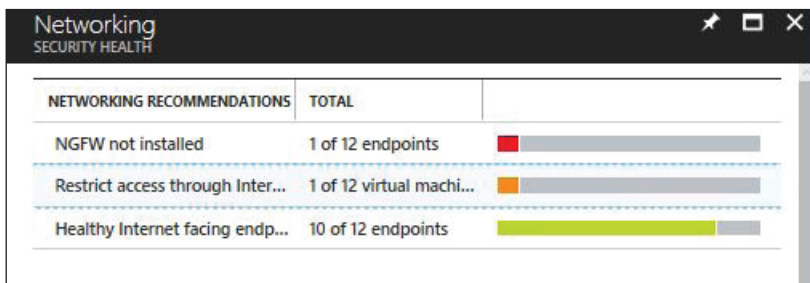 Networking
SECURITY HEALTH
NETWORKING RECOMMENDATIONS TOTAL
NGFW not installed 1 of 12 endpoints
Restrict access through Inter... 1 of 12 virtual machi...
Healthy Internet facing endp... 10 of 12 endpoints